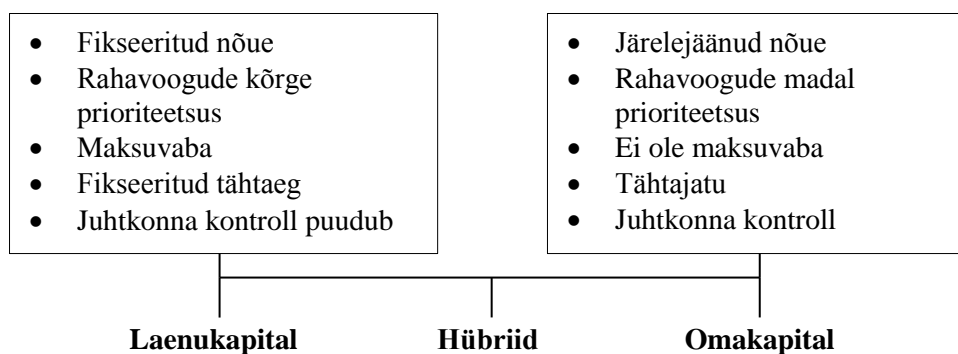 • Fikseeritud nõue
• Rahavoogude kõrge
prioriteetsus
• Maksuvaba
• Fikseeritud tähtaeg
• Juhtkonna kontroll puudub
• Järelejäänud nõue
• Rahavoogude madal
prioriteetsus
• Ei ole maksuvaba
• Tähtajatu
• Juhtkonna kontroll
Laenukapital Hübriid Omakapital